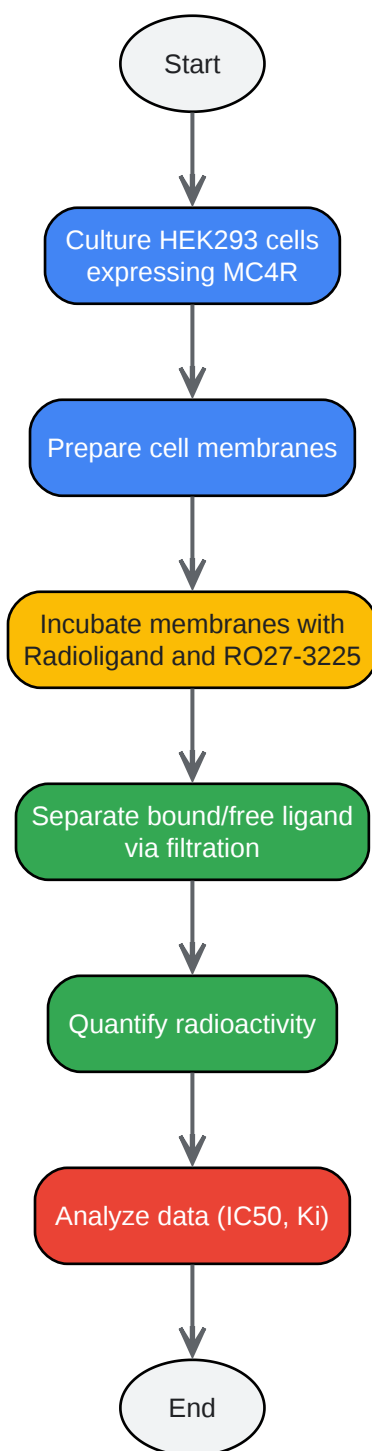 Start
Culture HEK293 cells
expressing MC4R
Prepare cell membranes
Incubate membranes with
Radioligand and RO27-3225
Separate bound/free ligand
via filtration
Quantify radioactivity
Analyze data (IC50, Ki)
End